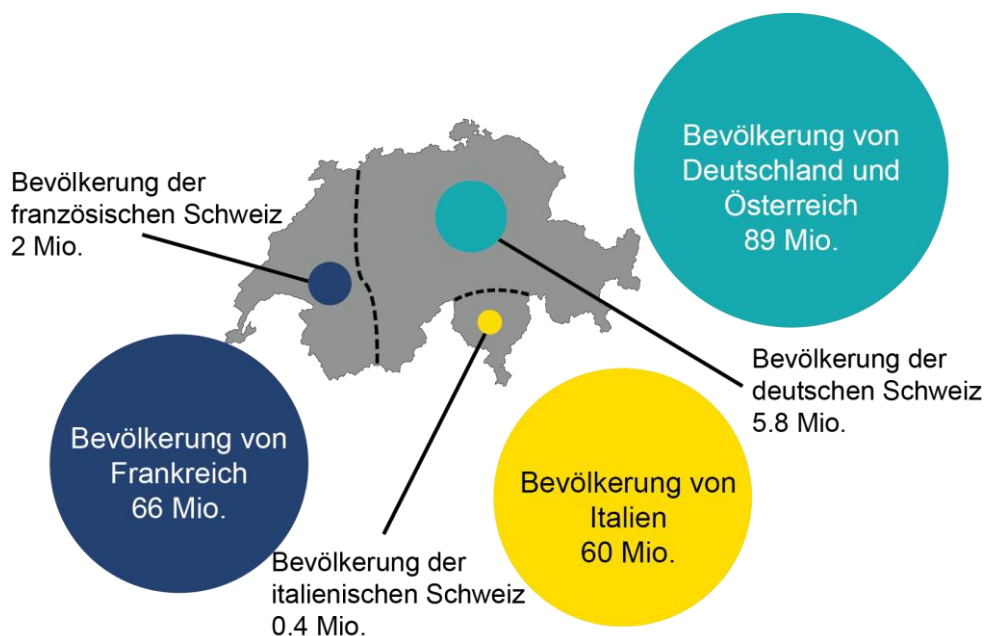 Bevölkerung von
Deutschland und
Österreich
89 Mio.
Bevölkerung der
französischen Schweiz
2 Mio.
Bevölkerung der
deutschen Schweiz
5.8 Mio.
Bevölkerung von
Frankreich
66 Mio.
Bevölkerung von
Italien
60 Mio.
Bevölkerung der
italienischen Schweiz
0.4 Mio.